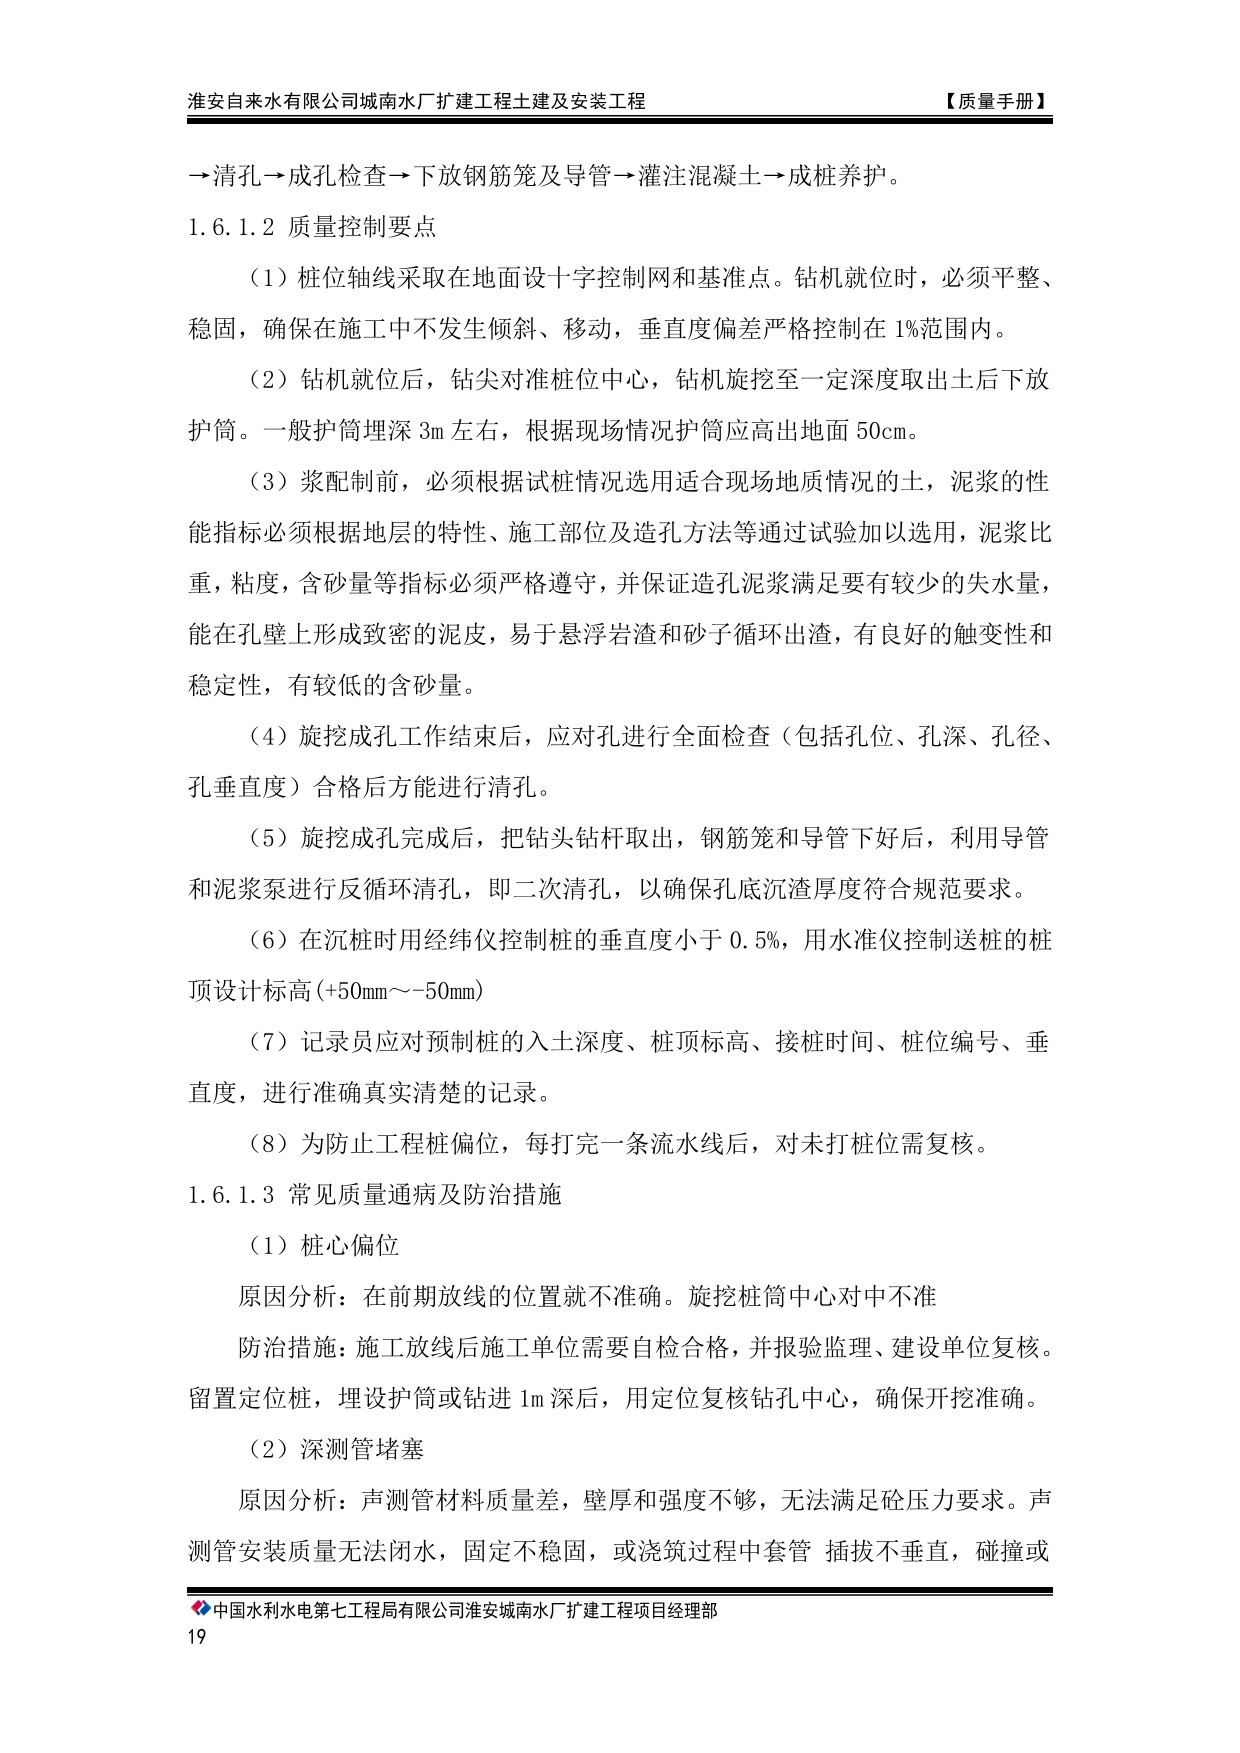 淮安自来水有限公司城南水厂扩建工程土建及安装工程 【质量手册】
→清孔→成孔检查→下放钢筋笼及导管→灌注混凝土→成桩养护。
1.6.1.2 质量控制要点
（1）桩位轴线采取在地面设十字控制网和基准点。钻机就位时，必须平整、
稳固，确保在施工中不发生倾斜、移动，垂直度偏差严格控制在 1%范围内。
（2）钻机就位后，钻尖对准桩位中心，钻机旋挖至一定深度取出土后下放
护筒。一般护筒埋深 3m 左右，根据现场情况护筒应高出地面 50cm。
（3）浆配制前，必须根据试桩情况选用适合现场地质情况的土，泥浆的性
能指标必须根据地层的特性、施工部位及造孔方法等通过试验加以选用，泥浆比
重，粘度，含砂量等指标必须严格遵守，并保证造孔泥浆满足要有较少的失水量，
能在孔壁上形成致密的泥皮，易于悬浮岩渣和砂子循环出渣，有良好的触变性和
稳定性，有较低的含砂量。
（4）旋挖成孔工作结束后，应对孔进行全面检查（包括孔位、孔深、孔径、
孔垂直度）合格后方能进行清孔。
（5）旋挖成孔完成后，把钻头钻杆取出，钢筋笼和导管下好后，利用导管
和泥浆泵进行反循环清孔，即二次清孔，以确保孔底沉渣厚度符合规范要求。
（6）在沉桩时用经纬仪控制桩的垂直度小于 0.5%，用水准仪控制送桩的桩
顶设计标高(+50mm～-50mm)
（7）记录员应对预制桩的入土深度、桩顶标高、接桩时间、桩位编号、垂
直度，进行准确真实清楚的记录。
（8）为防止工程桩偏位，每打完一条流水线后，对未打桩位需复核。
1.6.1.3 常见质量通病及防治措施
（1）桩心偏位
原因分析：在前期放线的位置就不准确。旋挖桩筒中心对中不准
防治措施：施工放线后施工单位需要自检合格，并报验监理、建设单位复核。
留置定位桩，埋设护筒或钻进 1m 深后，用定位复核钻孔中心，确保开挖准确。
（2）深测管堵塞
原因分析：声测管材料质量差，壁厚和强度不够，无法满足砼压力要求。声
测管安装质量无法闭水，固定不稳固，或浇筑过程中套管 插拔不垂直，碰撞或
中国水利水电第七工程局有限公司淮安城南水厂扩建工程项目经理部
19